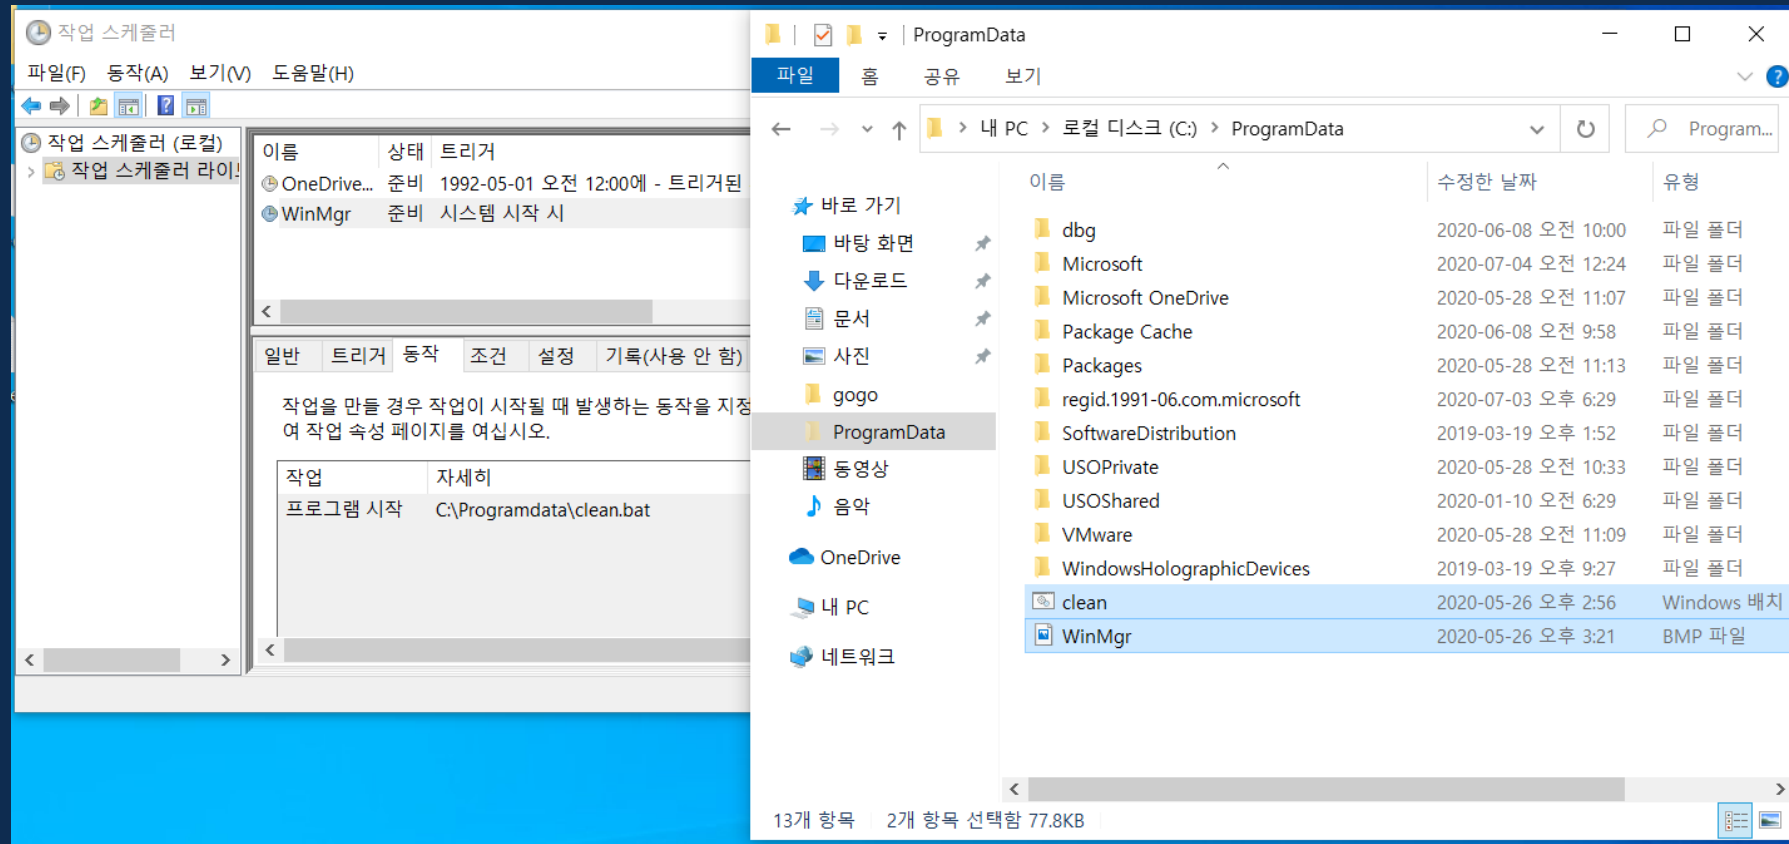 작업 스케줄러
파일(F) 동작(A) 보기(V) 도움말(H)
작업 스케줄러 (로컬)
작업 스케줄러 라이
이름 상태 트리거
OneDrive... 준비 1992-05-01 오전 12:00에 - 트리거된
WinMgr 준비 시스템 시작 시
일반 트리거 동작 조건 설정 기록(사용 안 함)
작업을 만들 경우 작업이 시작될 때 발생하는 동작을 지정
여 작업 속성 페이지를 여십시오.
작업 자세히
프로그램 시작 C:\Programdata\clean.bat
ProgramData
파일 홈 공유 보기
내 PC > 로컬 디스크 (C:) > ProgramData
Program...
바로 가기
바탕 화면
다운로드
문서
사진
gogo
ProgramData
동영상
음악
OneDrive
내 PC
네트워크
이름 수정한 날짜 유형
dbg 2020-06-08 오전 10:00 파일 폴더
Microsoft 2020-07-04 오전 12:24 파일 폴더
Microsoft OneDrive 2020-05-28 오전 11:07 파일 폴더
Package Cache 2020-06-08 오전 9:58 파일 폴더
Packages 2020-05-28 오전 11:13 파일 폴더
regid.1991-06.com.microsoft 2020-07-03 오후 6:29 파일 폴더
SoftwareDistribution 2019-03-19 오후 1:52 파일 폴더
USOPrivate 2020-05-28 오전 10:33 파일 폴더
USOShared 2020-01-10 오전 6:29 파일 폴더
VMware 2020-05-28 오전 11:09 파일 폴더
WindowsHolographicDevices 2019-03-19 오후 9:27 파일 폴더
clean 2020-05-26 오후 2:56 Windows 배치
WinMgr 2020-05-26 오후 3:21 BMP 파일
13개 항목 2개 항목 선택함 77.8KB